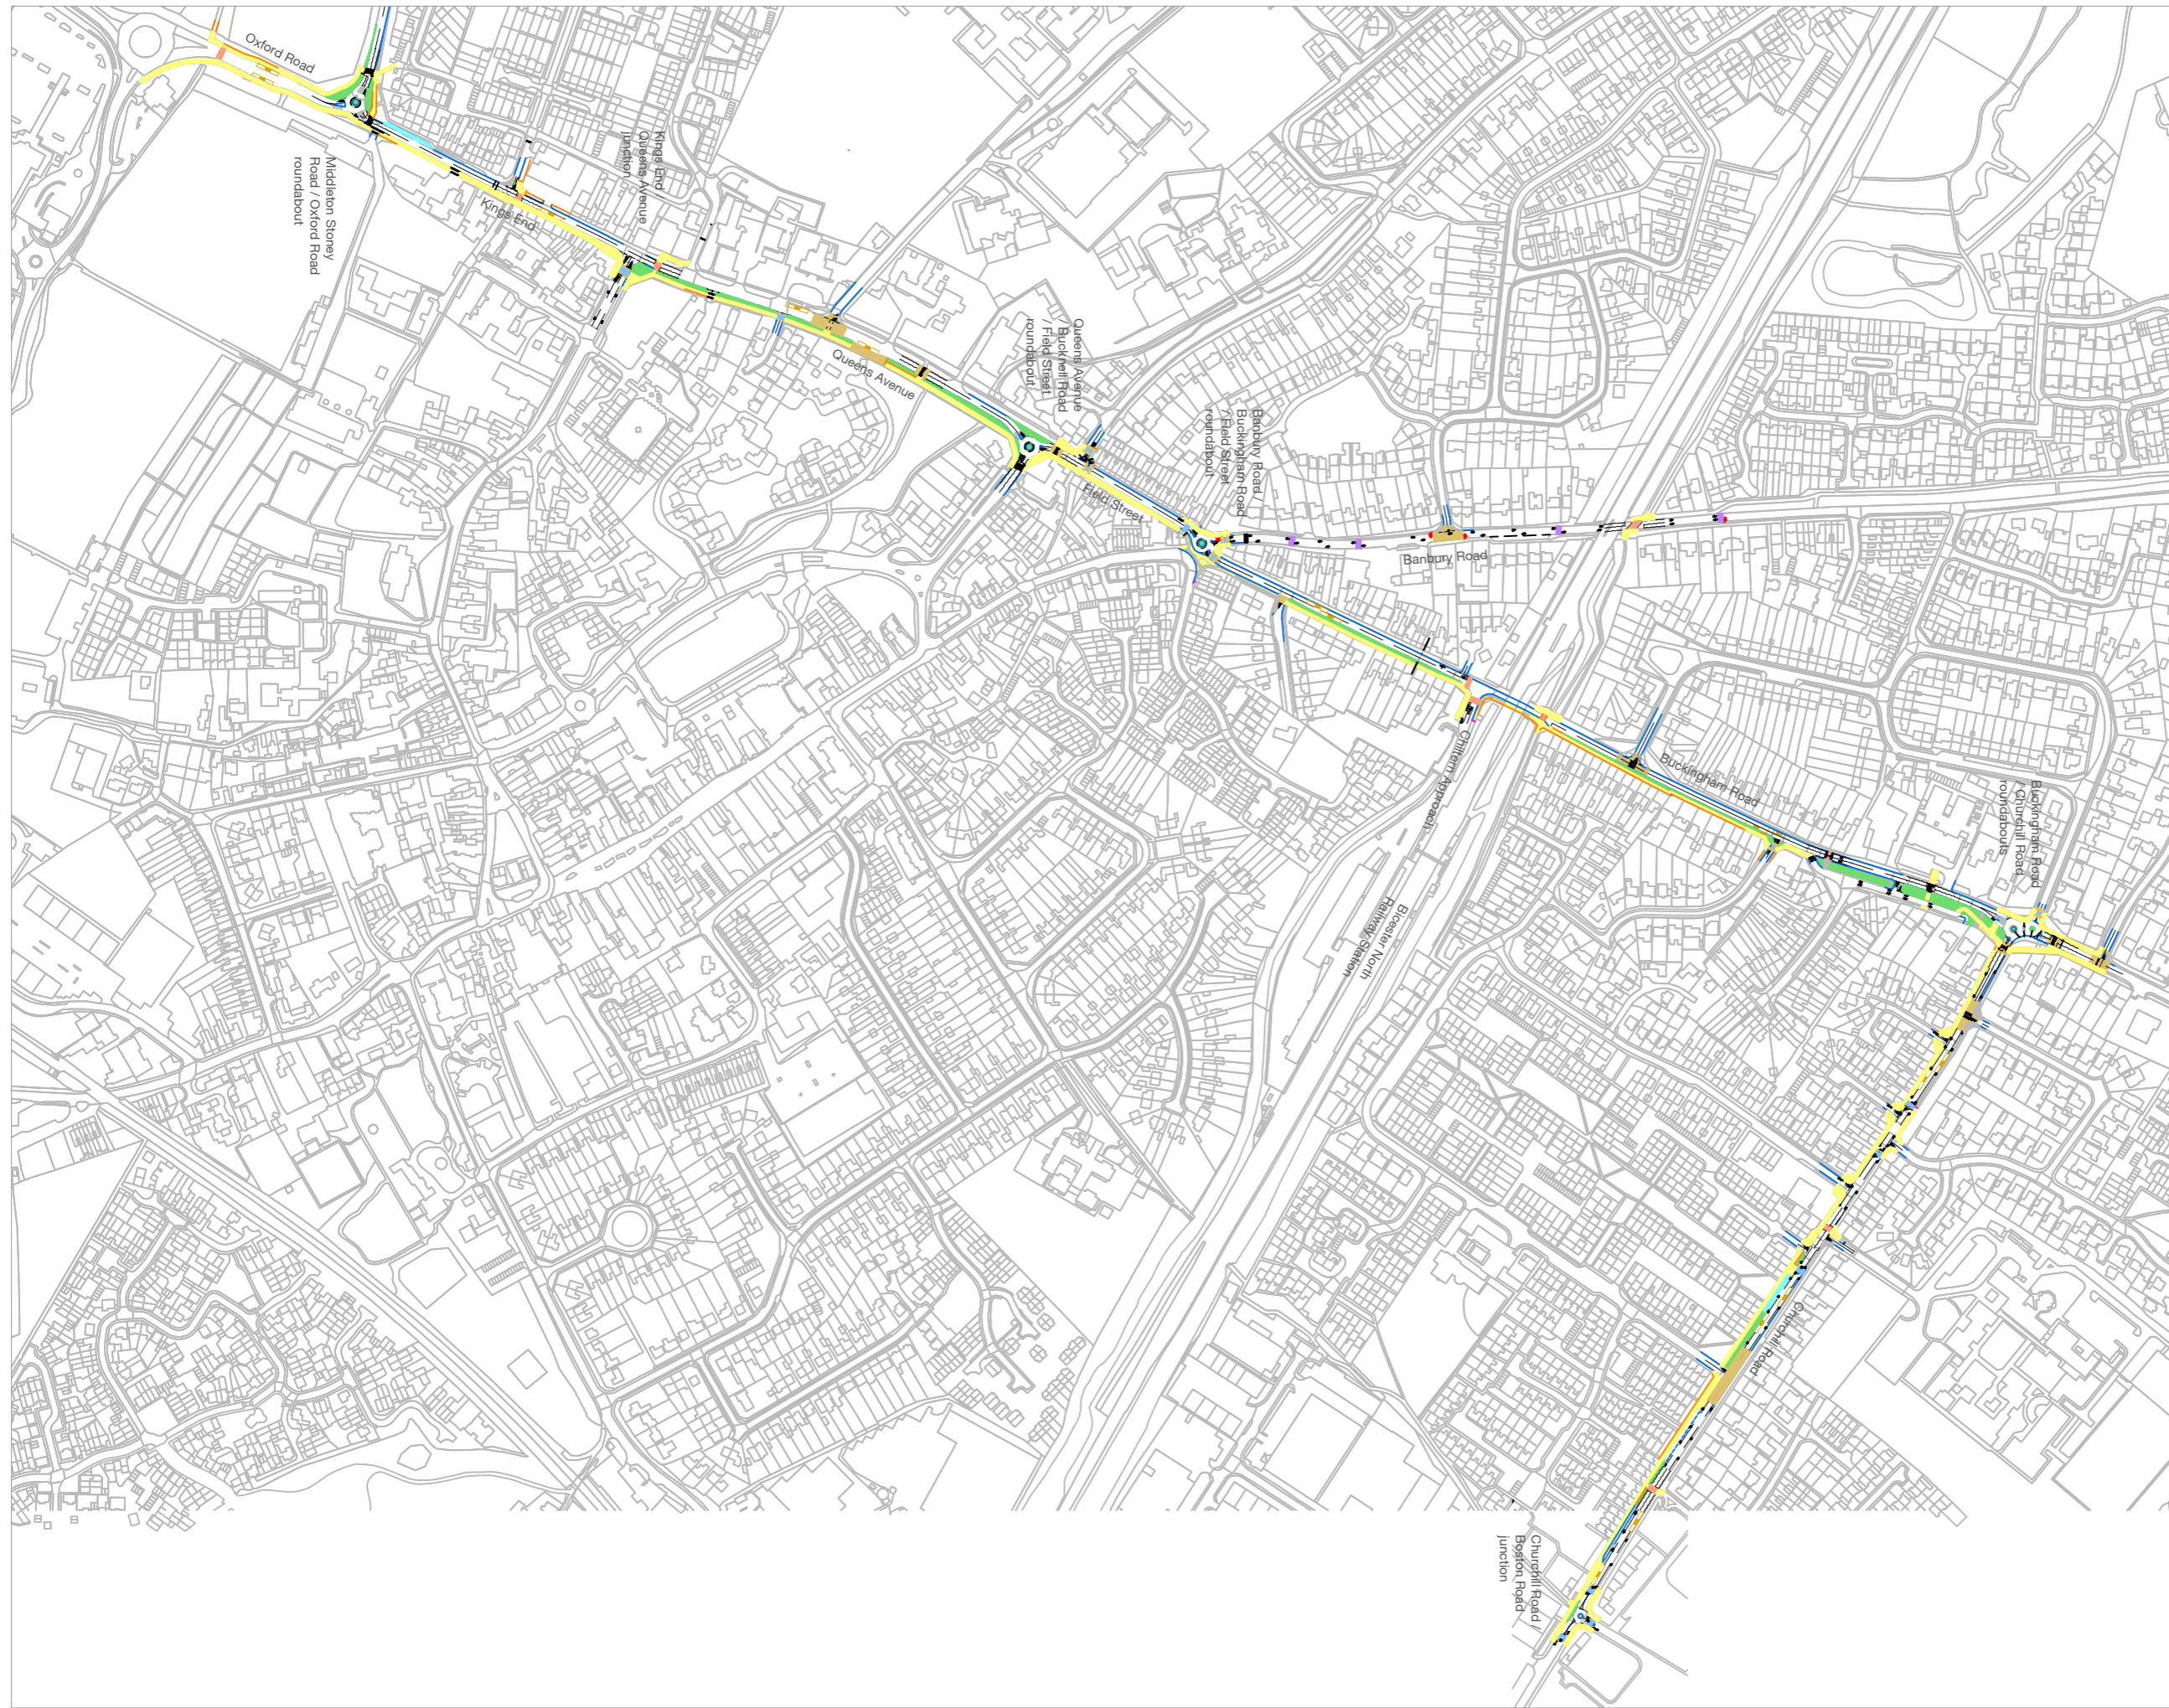 Oxford Road
Middleton Stoney
Road / Oxford Road
roundabout
Kings End
Kings End /
Queens Avenue
junction
Queens Avenue
Queens Avenue
/ Bucknell Road
/ Field Street
roundabout
Field Street
Banbury Road /
Buckingham Road
/ Field Street
roundabout
Banbury Road
Chiltern Approach
Bicester North
Railway Station
Buckingham Road
Buckingham Road
/ Churchill Road
roundabouts
Churchill Road
Churchill Road /
Boston Road
junction